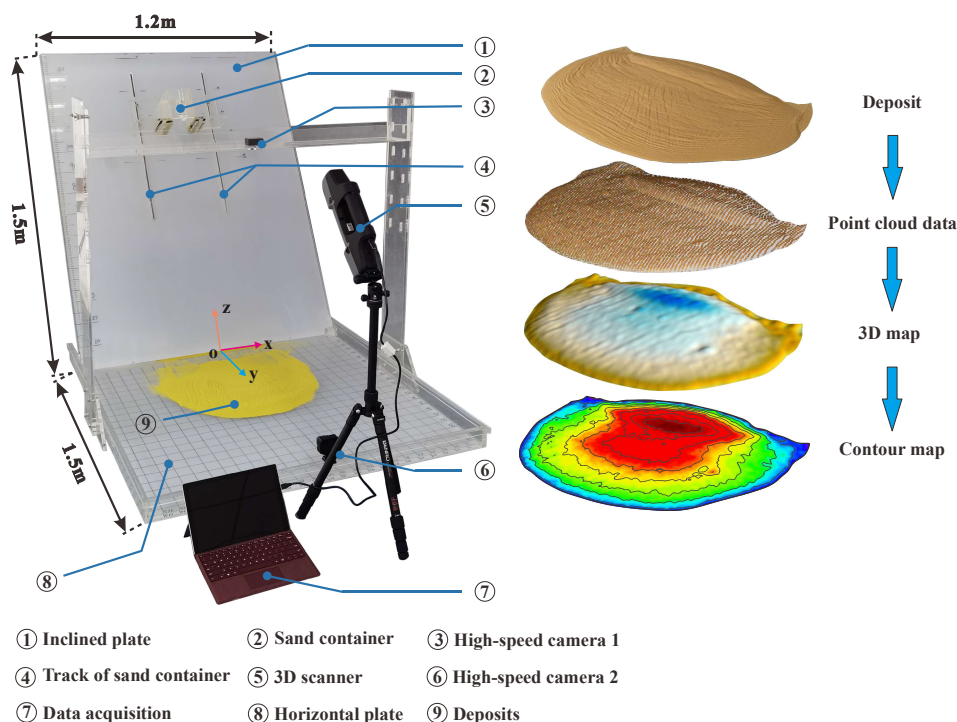 1.2m
①
②
③
④
⑤
1.5m
z
x
o
y
⑨
1.5m
⑥
⑧
⑦
Deposit
Point cloud data
3D map
Contour map
① Inclined plate ② Sand container ③ High-speed camera 1
④ Track of sand container ⑤ 3D scanner ⑥ High-speed camera 2
⑦ Data acquisition ⑧ Horizontal plate ⑨ Deposits